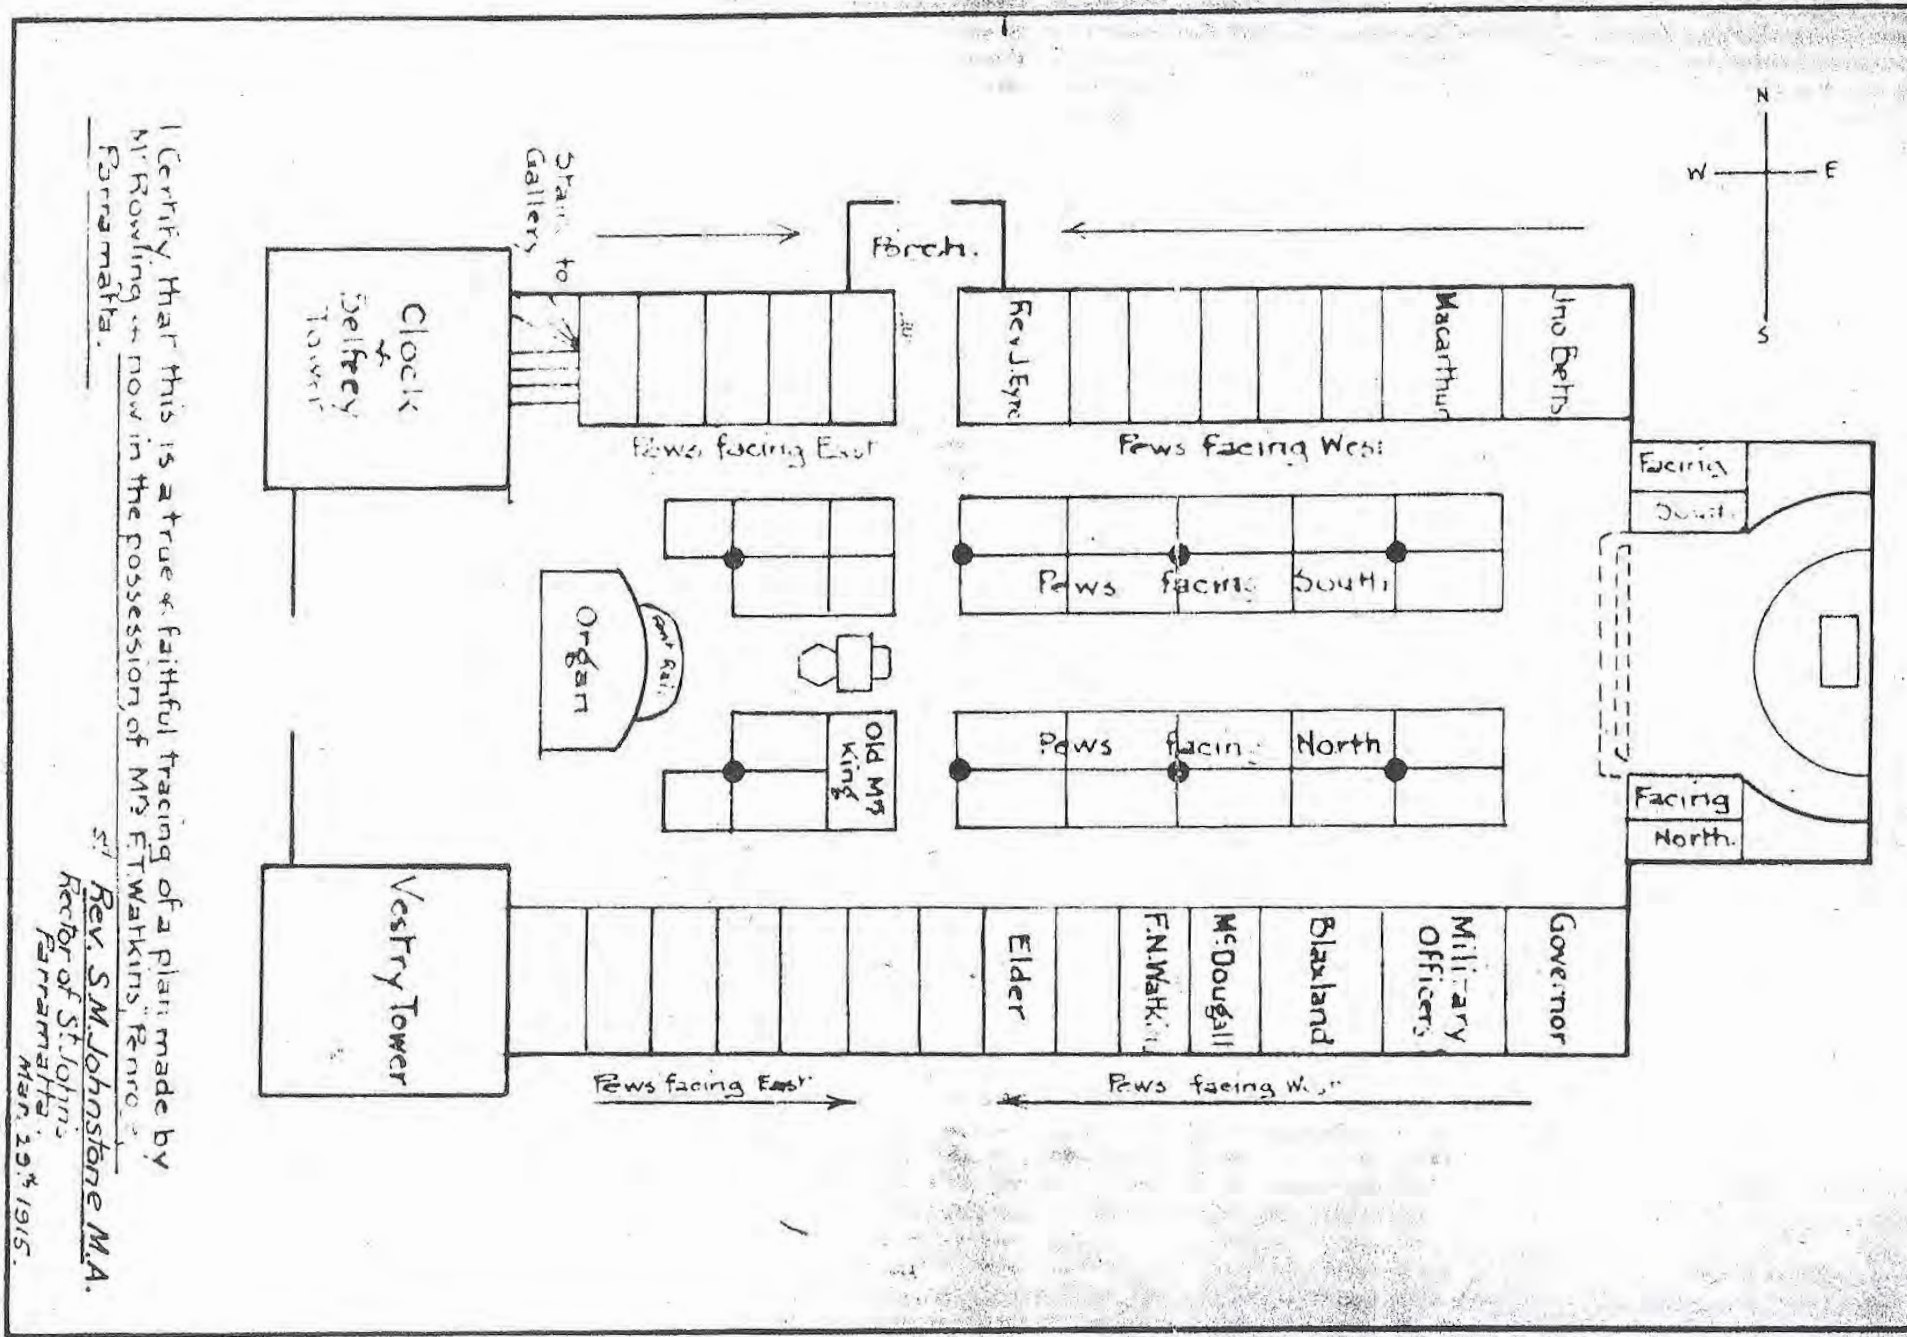 N
W E
S
Stairs to
Gallery
Porch.
Clock
&
Belfrey
Tower
Rev J. Eyre
Macarthur
Jno Betts
Pews facing East
Pews facing West
Facing
South
Pews facing South
Organ
Font Rail
Old Mrs
King
Pews facing North
Facing
North.
Vestry Tower
Elder
F.N. Watkins
McDougall
Blaxland
Military
Officers
Governor
Pews facing East
Pews facing West
I Certify that this is a true & faithful tracing of a plan made by
Mr Rowling & now in the possession of Mrs F.T. Watkins
Parramatta.
Rev. S. M. Johnstone M.A.
Rector of St. John's
Parramatta.
Mar. 29th 1915.